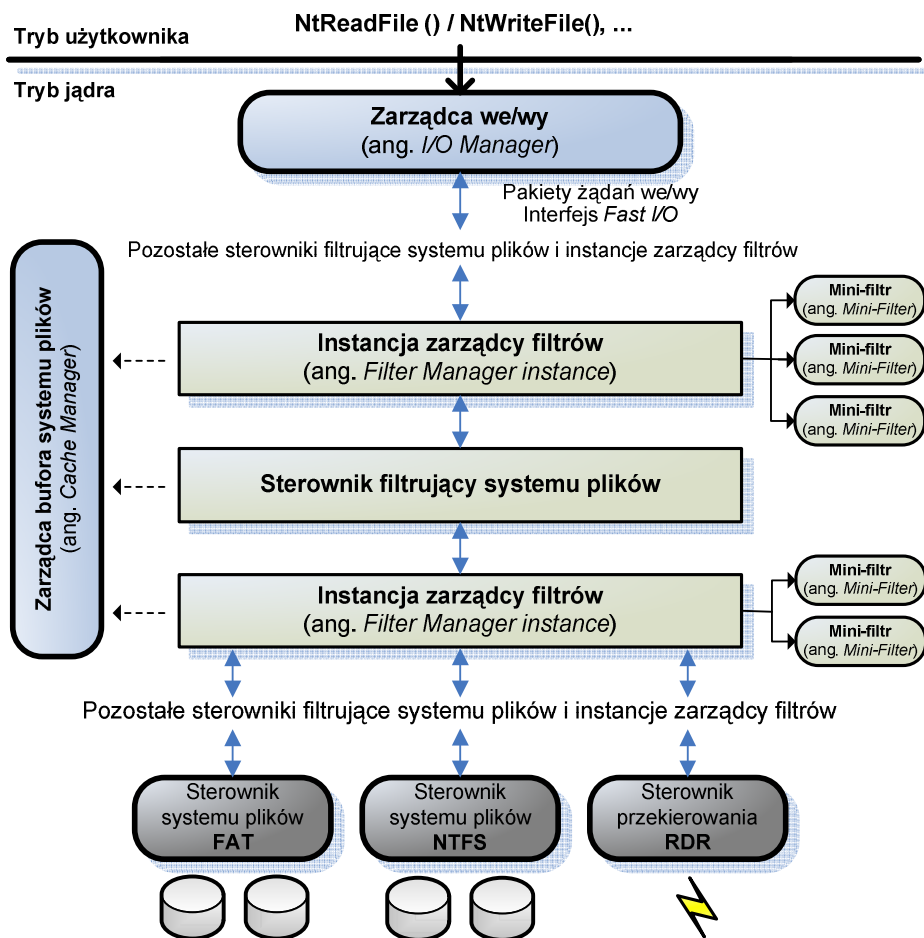 NtReadFile () / NtWriteFile(), ...
Tryb użytkownika
Tryb jądra
Zarządca we/wy
(ang. I/O Manager)
Pakiety żądań we/wy
Interfejs Fast I/O
Pozostałe sterowniki filtrujące systemu plików i instancje zarządcy filtrów
Zarządca bufora systemu plików
(ang. Cache Manager)
Instancja zarządcy filtrów
(ang. Filter Manager instance)
Mini-filtr
(ang. Mini-Filter)
Mini-filtr
(ang. Mini-Filter)
Mini-filtr
(ang. Mini-Filter)
Sterownik filtrujący systemu plików
Instancja zarządcy filtrów
(ang. Filter Manager instance)
Mini-filtr
(ang. Mini-Filter)
Mini-filtr
(ang. Mini-Filter)
Pozostałe sterowniki filtrujące systemu plików i instancje zarządcy filtrów
Sterownik
systemu plików
FAT
Sterownik
systemu plików
NTFS
Sterownik
przekierowania
RDR